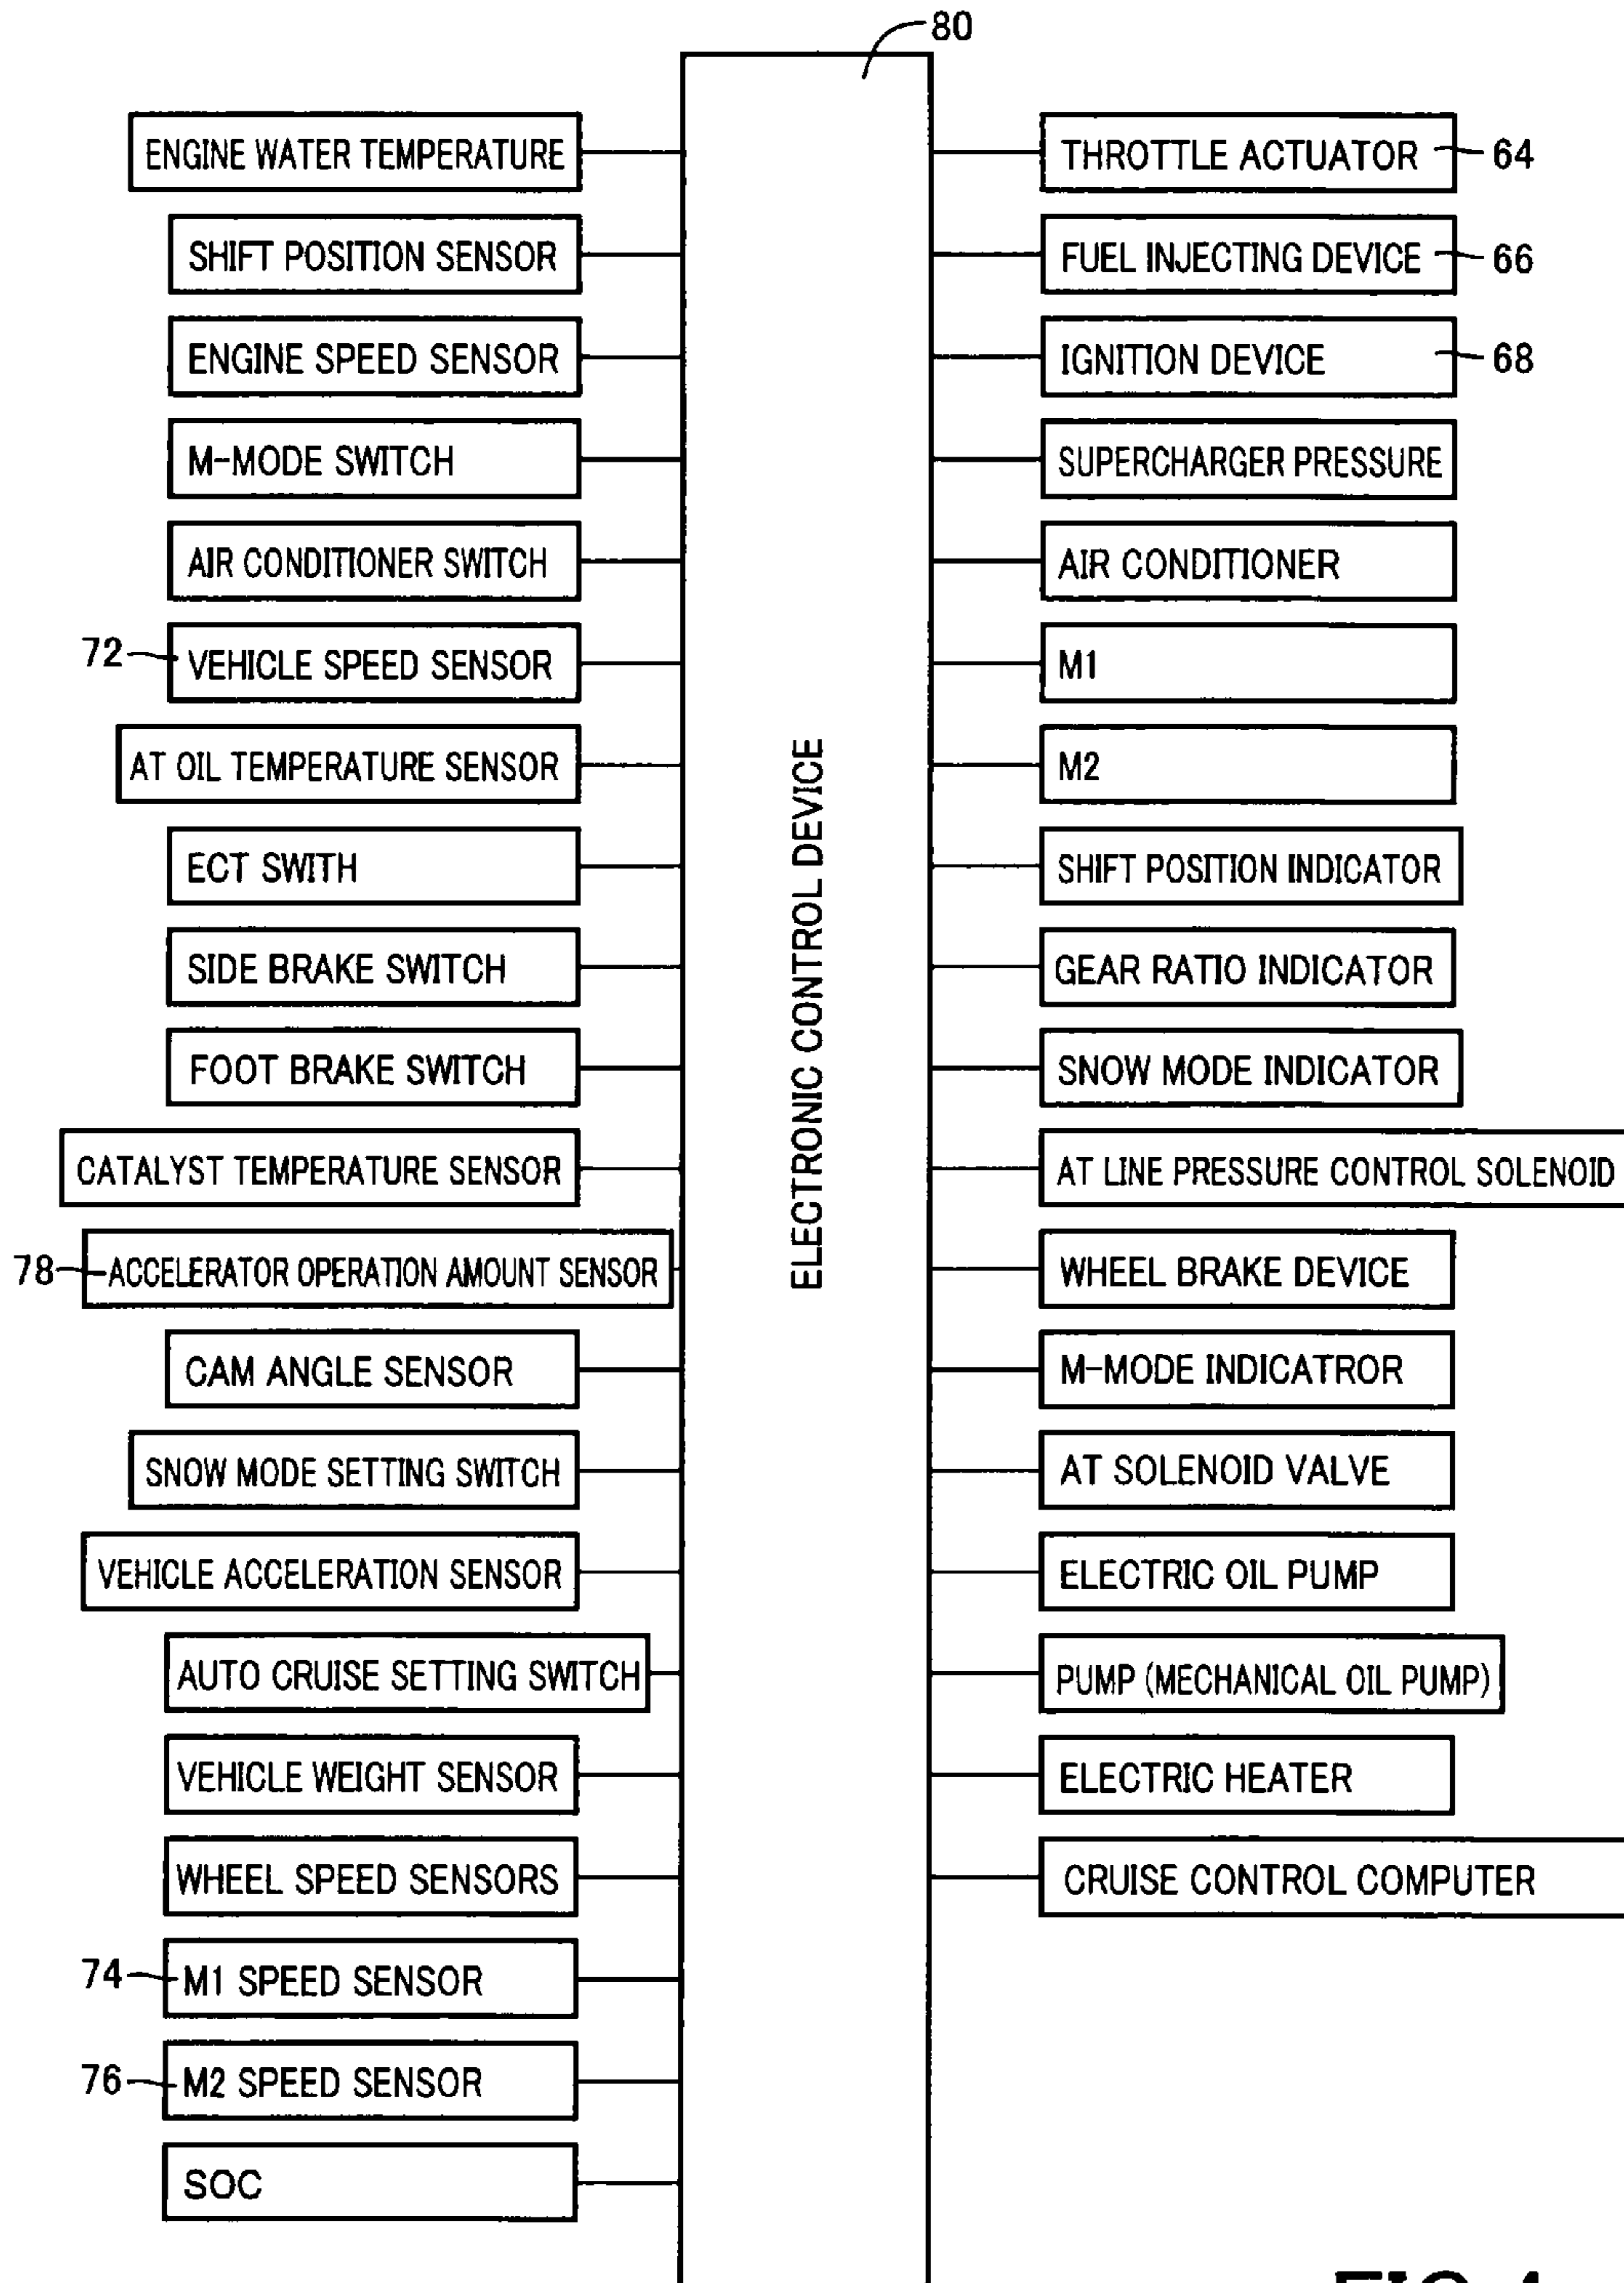 80
ENGINE WATER TEMPERATURE
SHIFT POSITION SENSOR
ENGINE SPEED SENSOR
M-MODE SWITCH
AIR CONDITIONER SWITCH
72
VEHICLE SPEED SENSOR
AT OIL TEMPERATURE SENSOR
ECT SWITH
SIDE BRAKE SWITCH
FOOT BRAKE SWITCH
CATALYST TEMPERATURE SENSOR
78
ACCELERATOR OPERATION AMOUNT SENSOR
CAM ANGLE SENSOR
SNOW MODE SETTING SWITCH
VEHICLE ACCELERATION SENSOR
AUTO CRUISE SETTING SWITCH
VEHICLE WEIGHT SENSOR
WHEEL SPEED SENSORS
74
M1 SPEED SENSOR
76
M2 SPEED SENSOR
SOC
ELECTRONIC CONTROL DEVICE
THROTTLE ACTUATOR
64
FUEL INJECTING DEVICE
66
IGNITION DEVICE
68
SUPERCHARGER PRESSURE
AIR CONDITIONER
M1
M2
SHIFT POSITION INDICATOR
GEAR RATIO INDICATOR
SNOW MODE INDICATOR
AT LINE PRESSURE CONTROL SOLENOID
WHEEL BRAKE DEVICE
M-MODE INDICATROR
AT SOLENOID VALVE
ELECTRIC OIL PUMP
PUMP (MECHANICAL OIL PUMP)
ELECTRIC HEATER
CRUISE CONTROL COMPUTER